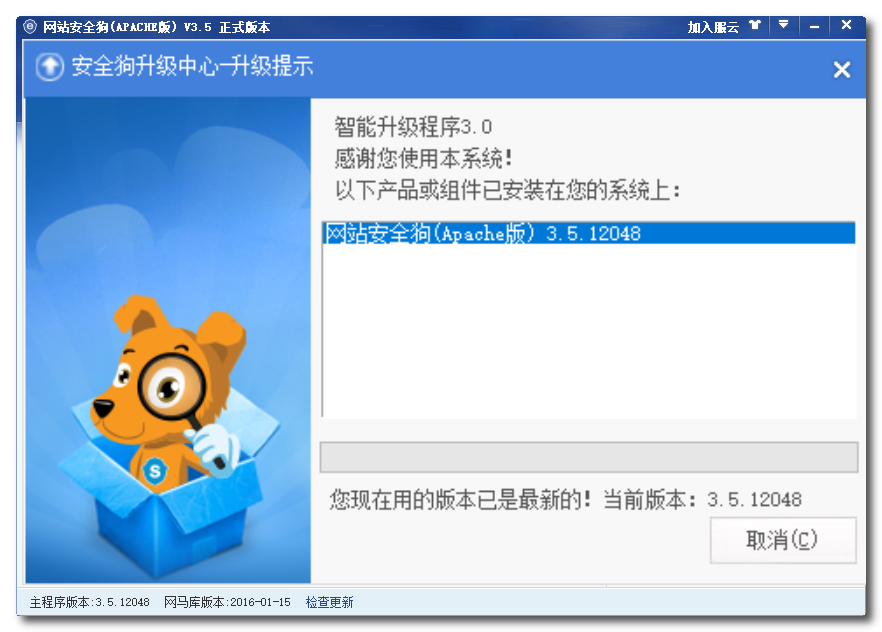 网站安全狗(APACHE版) V3.5 正式版本 加入服云
安全狗升级中心-升级提示
智能升级程序3.0
感谢您使用本系统!
以下产品或组件已安装在您的系统上:
网站安全狗(Apache版) 3.5.12048
S
您现在用的版本已是最新的! 当前版本: 3.5.12048
取消(C)
主程序版本:3.5.12048 网马库版本:2016-01-15 检查更新